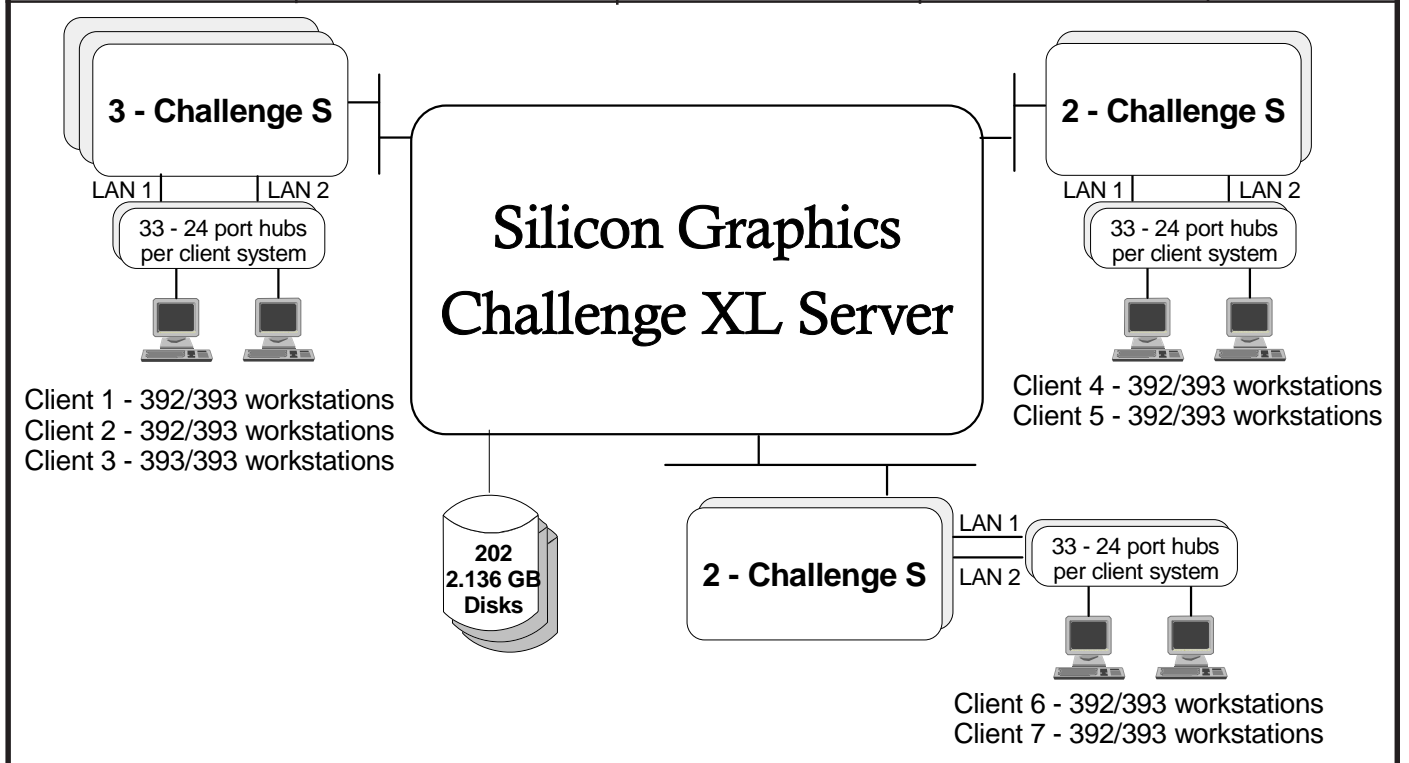 3 - Challenge S
LAN 1
LAN 2
33 - 24 port hubs
per client system
Client 1 - 392/393 workstations
Client 2 - 392/393 workstations
Client 3 - 393/393 workstations
Silicon Graphics
Challenge XL Server
2 - Challenge S
LAN 1
LAN 2
33 - 24 port hubs
per client system
Client 4 - 392/393 workstations
Client 5 - 392/393 workstations
202
2.136 GB
Disks
2 - Challenge S
LAN 1
LAN 2
33 - 24 port hubs
per client system
Client 6 - 392/393 workstations
Client 7 - 392/393 workstations